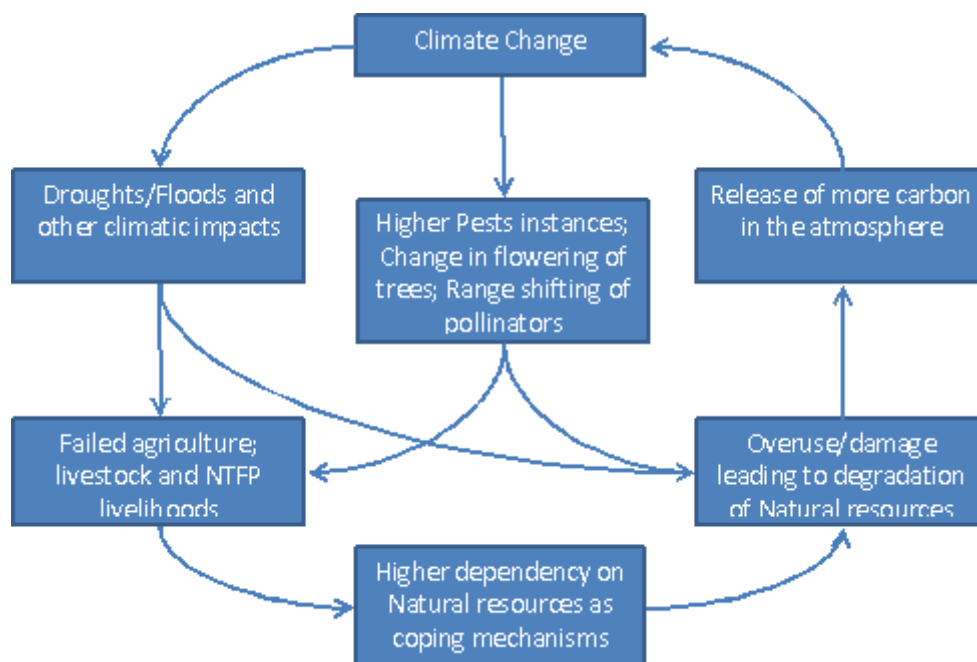 Climate Change
Droughts/Floods and
other climatic impacts
Higher Pests instances;
Change in flowering of
trees; Range shifting of
pollinators
Release of more carbon
in the atmosphere
Failed agriculture;
livestock and NTFP
livelihoods
Overuse/damage
leading to degradation
of Natural resources
Higher dependency on
Natural resources as
coping mechanisms